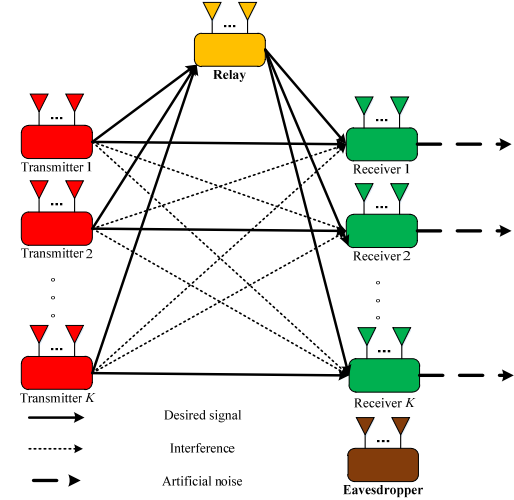 Relay
Transmitter 1
Receiver 1
Transmitter 2
Receiver 2
Transmitter K
Receiver K
Desired signal
Interference
Artificial noise
Eavesdropper